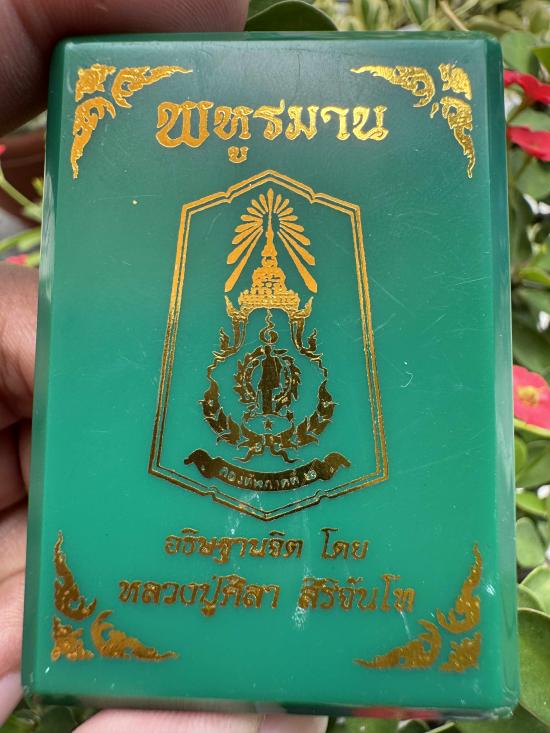 พหูรมาน
กองทัพภาคที่ ๒
อธิษฐานจิต โดย
หลวงปู่ศิลา สิริจันโท